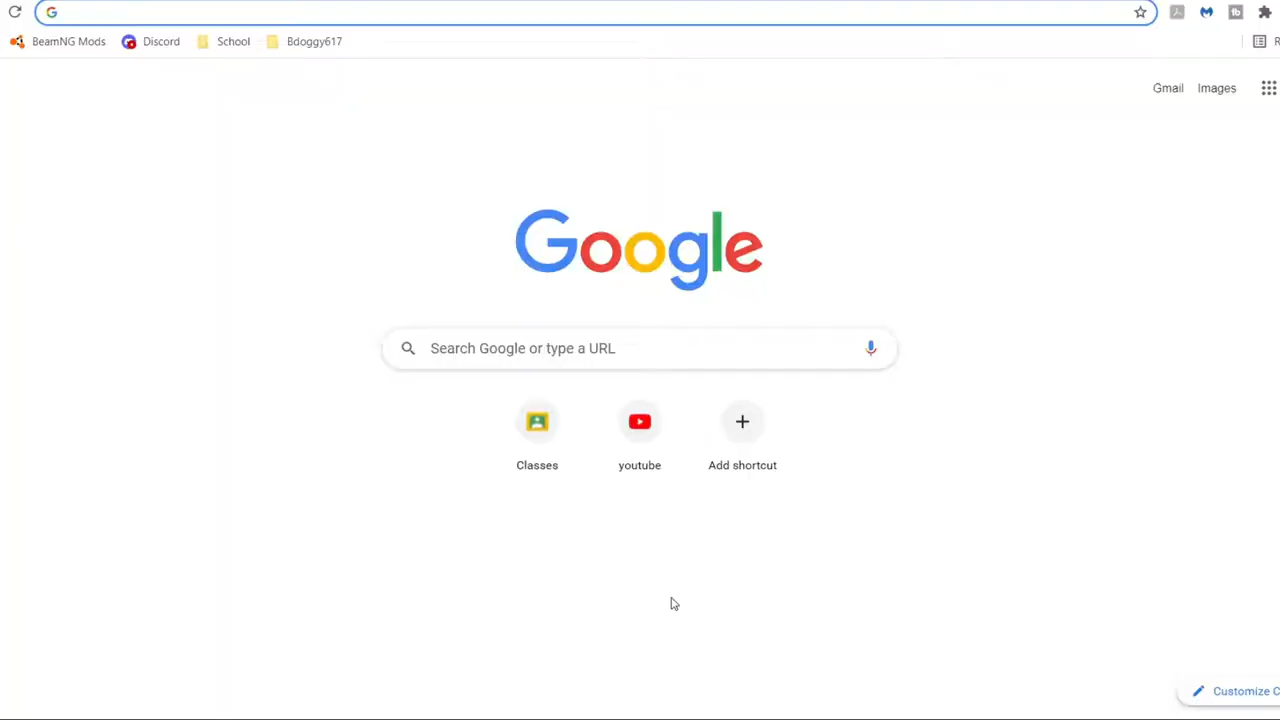 BeamNG Mods Discord School Bdoggy617 R
Gmail Images
Google
Search Google or type a URL
Classes youtube Add shortcut
Customize C